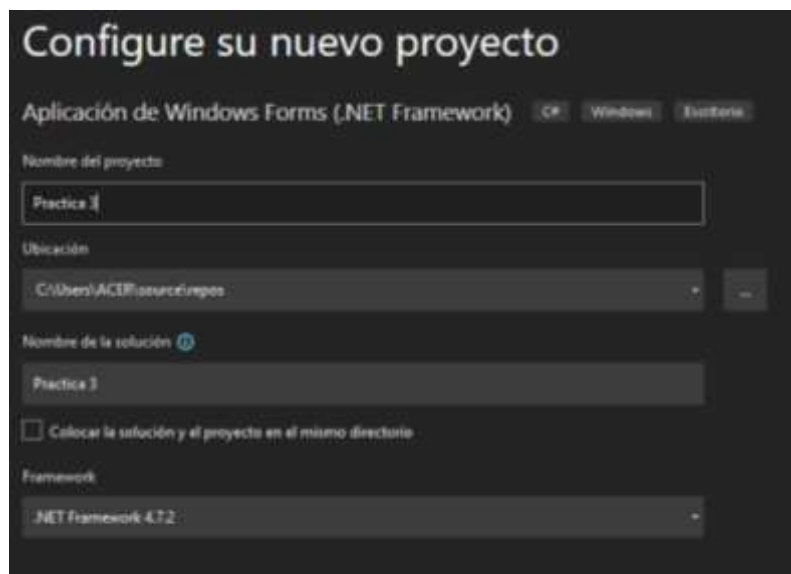 Configure su nuevo proyecto
Aplicación de Windows Forms (.NET Framework) C# Windows Escritorio
Nombre del proyecto
Practica 3
Ubicación
C:\Users\ACER\source\repos
...
Nombre de la solución
Practica 3
Colocar la solución y el proyecto en el mismo directorio
Framework
.NET Framework 4.7.2